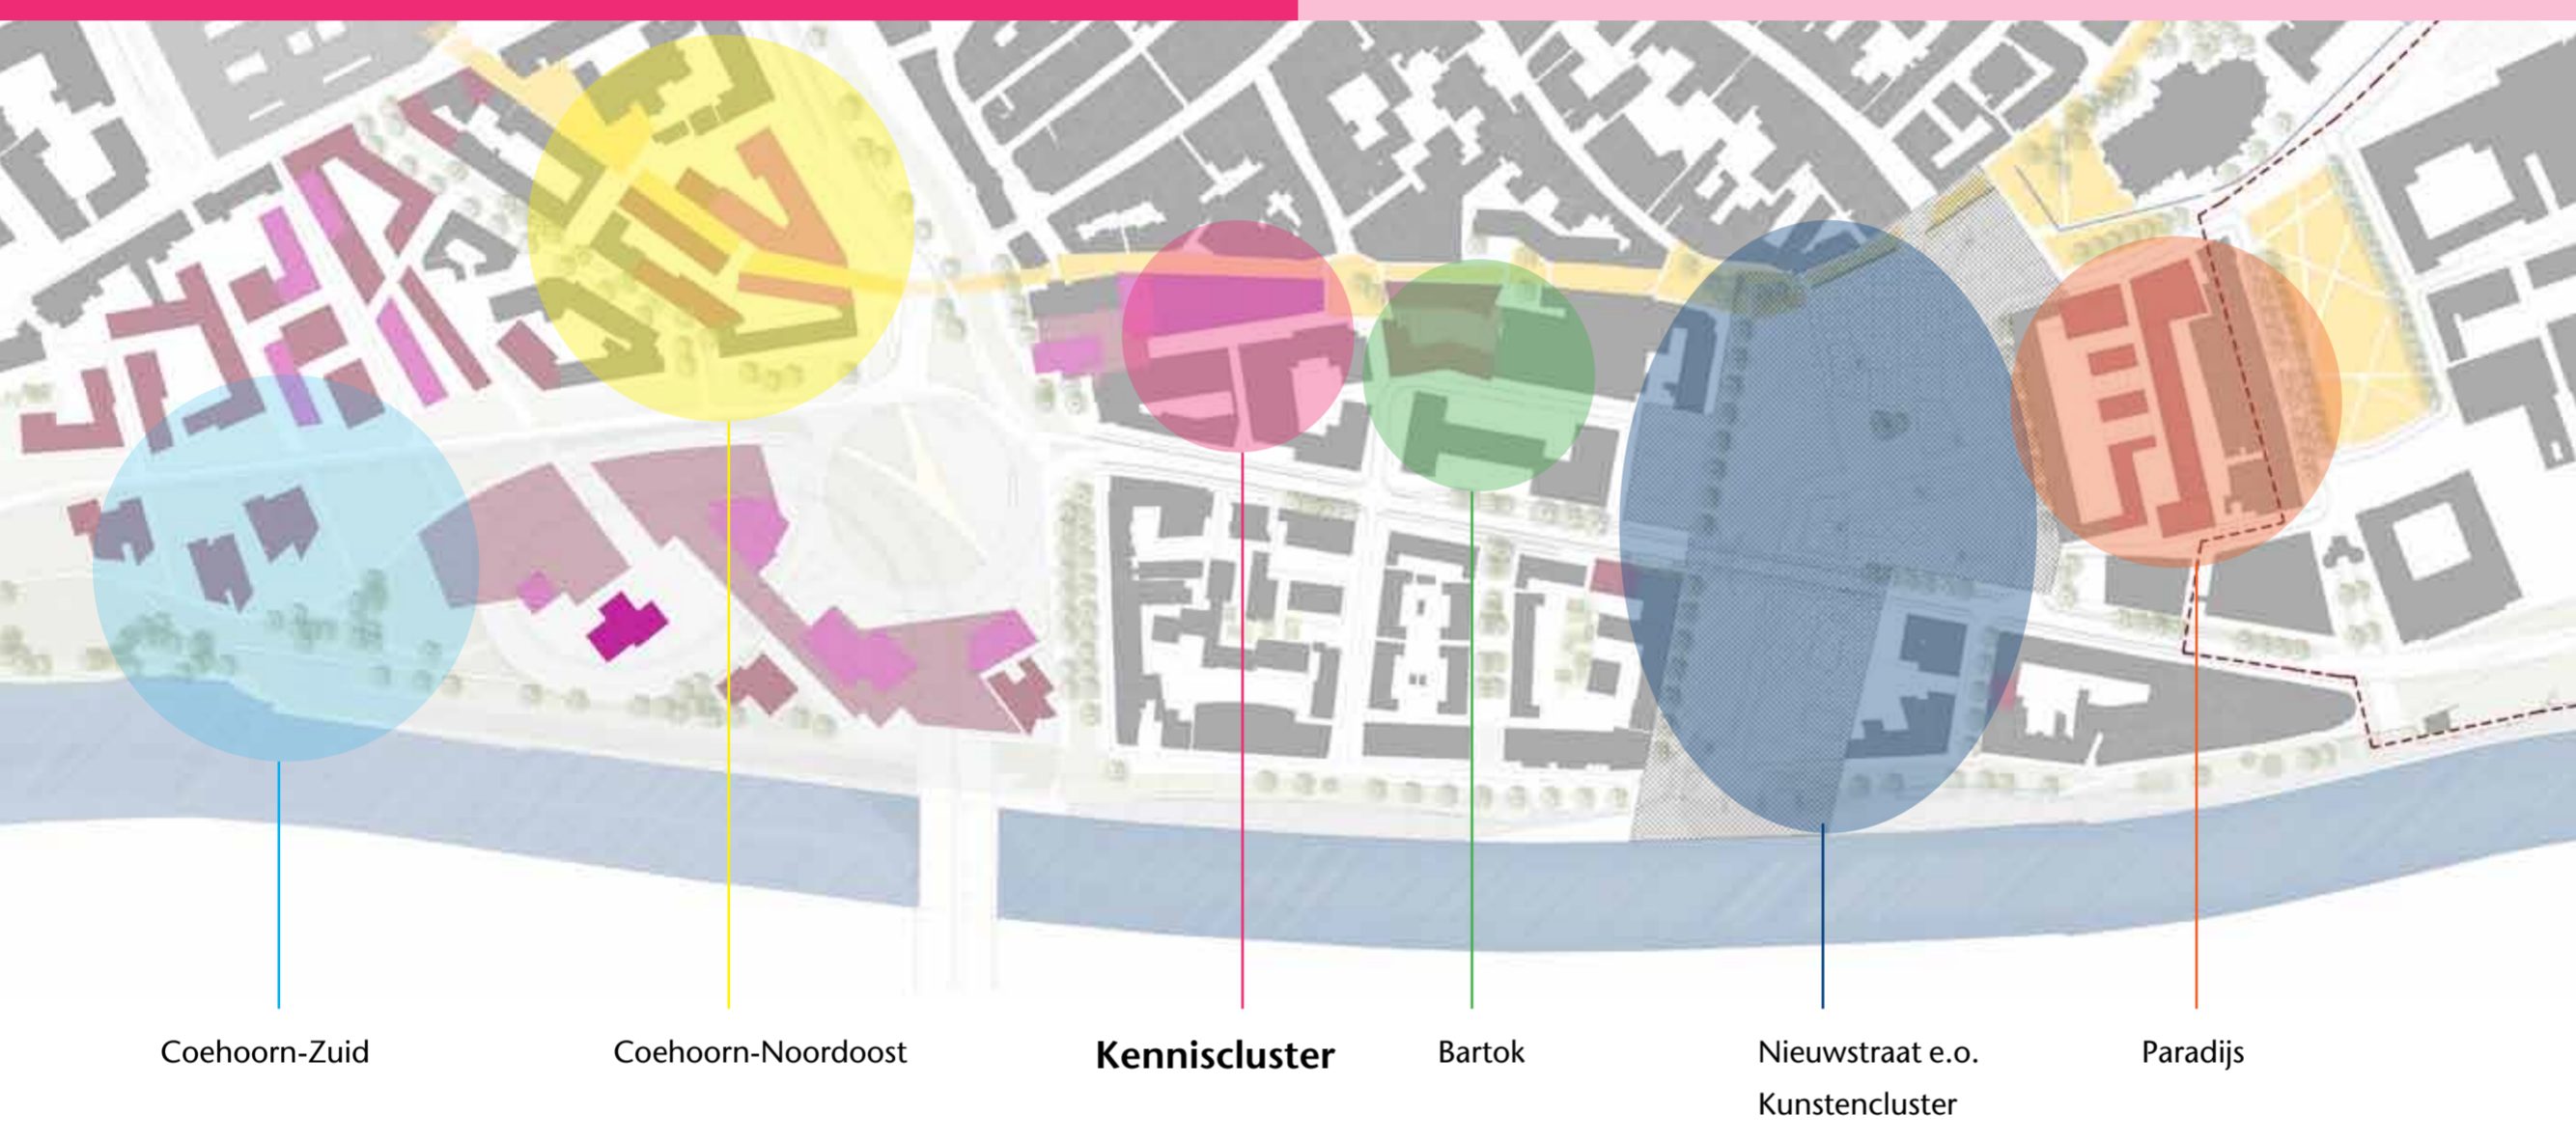 Coehoorn-Zuid
Coehoorn-Noordoost
Kenniscluster
Bartok
Nieuwstraat e.o.
Kunstencluster
Paradijs